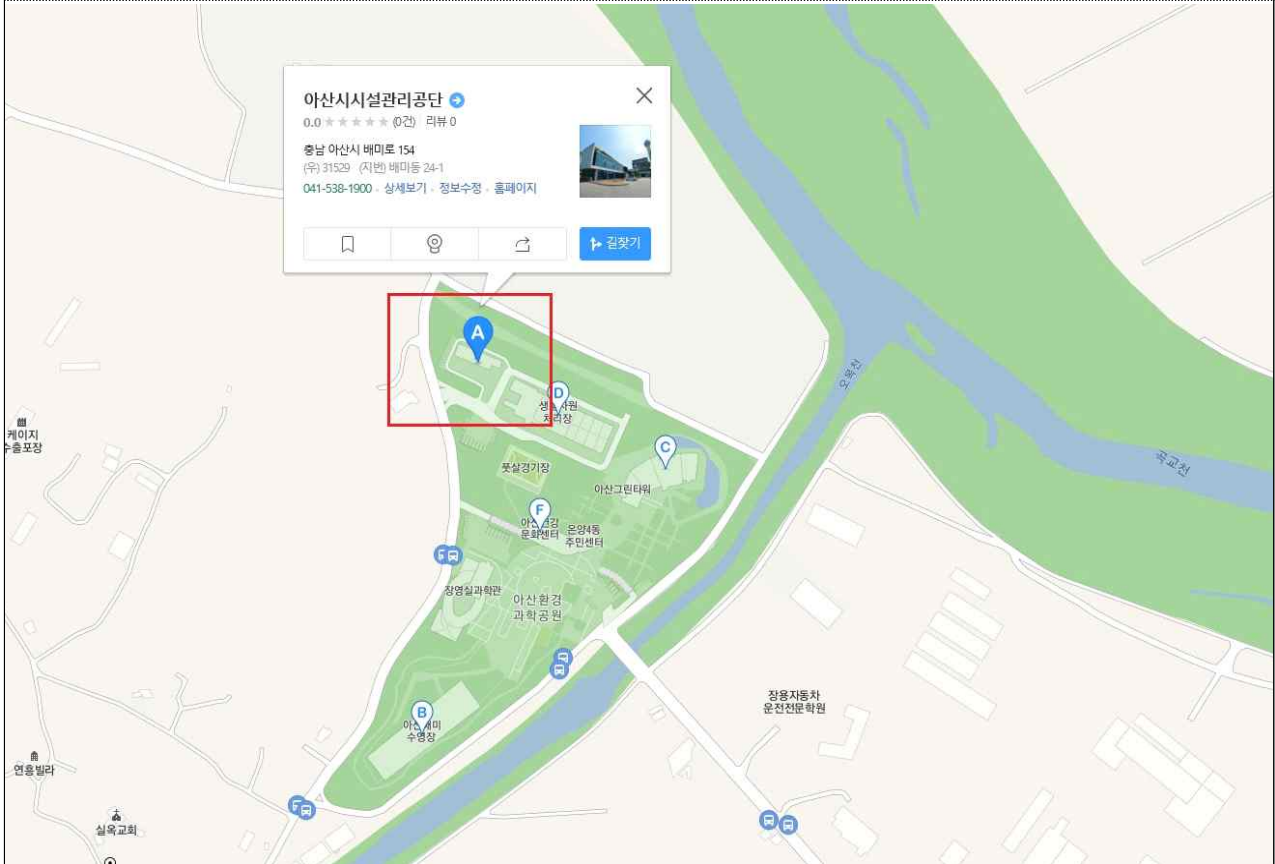 아산시시설관리공단
0.0 ★★★★★ (0건) 리뷰 0
충남 아산시 배미로 154
(우) 31529 (지번) 배미동 24-1
041-538-1900 · 상세보기 · 정보수정 · 홈페이지
길찾기
A
D
처리장
C
오목천
케이지
수출포장
곡교천
풋살경기장
아산그린타워
F
문화센터
온양4동
주민센터
장영실과학관
아산환경
과학공원
장용자동차
운전전문학원
B
수영장
연흥빌라
실옥교회